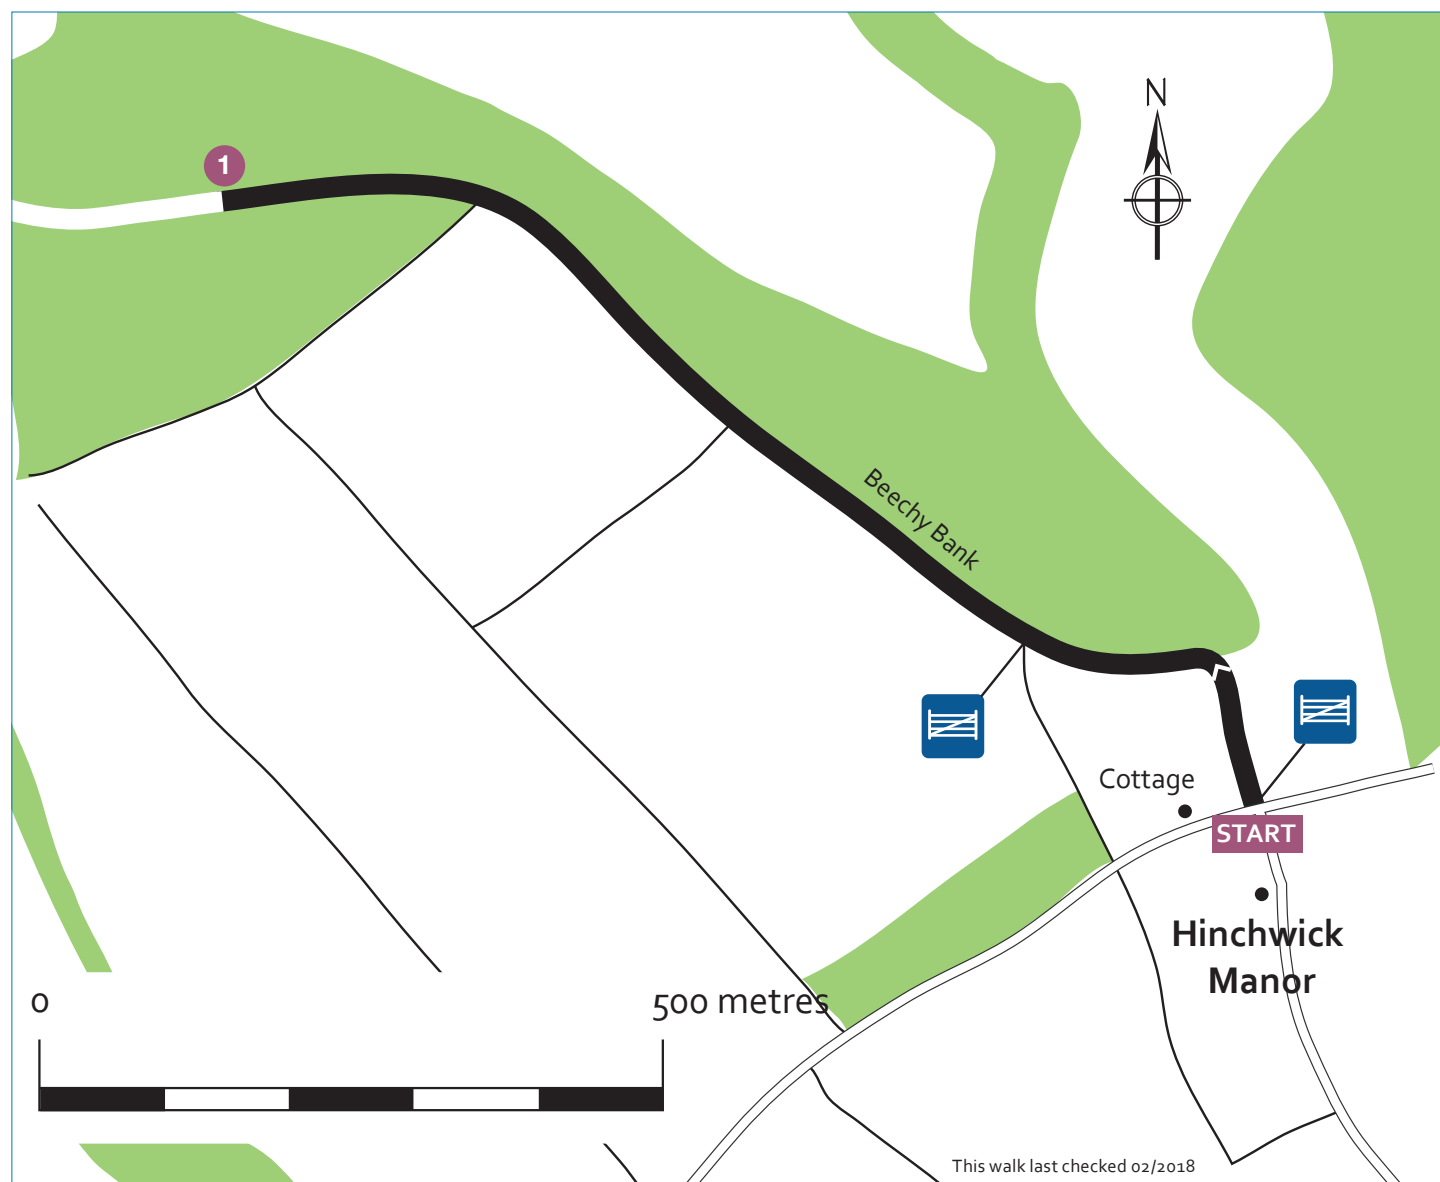 N
1
Beechy Bank
Cottage
START
Hinchwick
Manor
0
500 metres
This walk last checked 02/2018